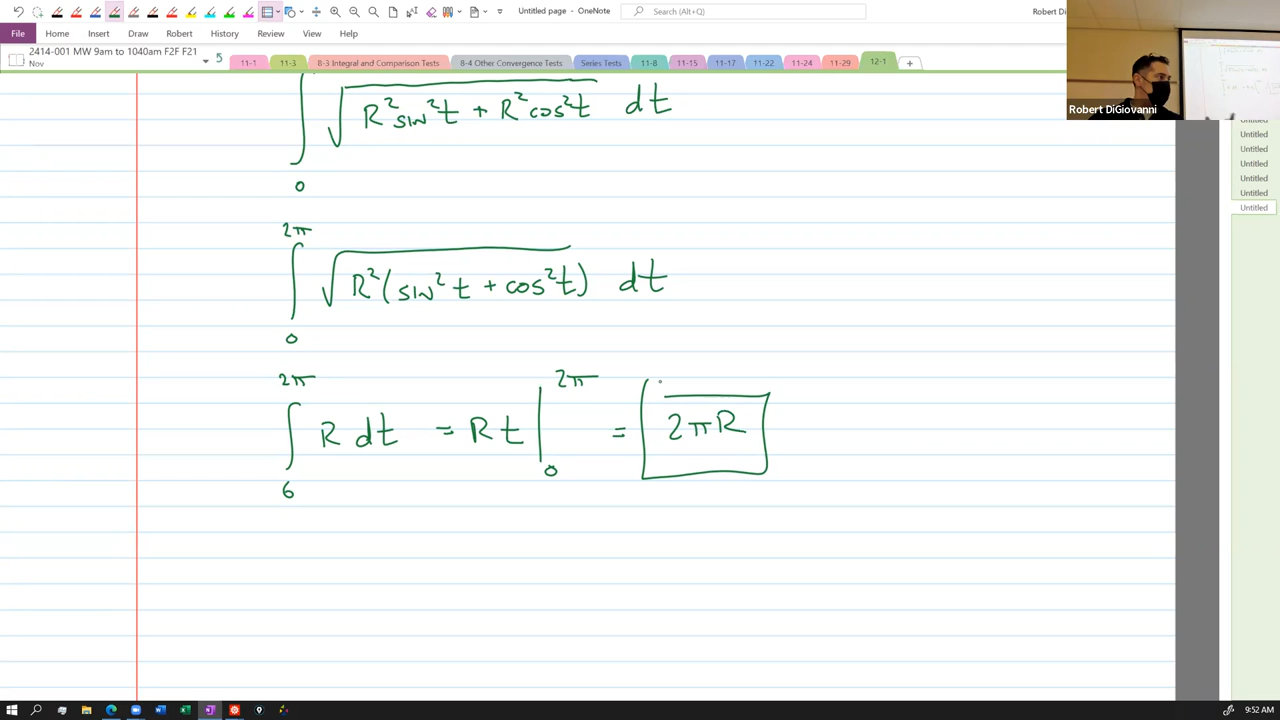 Untitled page - OneNote
Search (Alt+Q)
Robert Di
File Home Insert Draw Robert History Review View Help
2414-001 MW 9am to 1040am F2F F21
Nov
5
11-1 11-3 8-3 Integral and Comparison Tests 8-4 Other Convergence Tests Series Tests 11-8 11-15 11-17 11-22 11-24 11-29 12-1
Robert DiGiovanni
Untitled
Untitled
Untitled
Untitled
Untitled
Untitled
Untitled
∫ √(R²sin²t + R²cos²t) dt
0
2π
∫ √(R²(sin²t + cos²t)) dt
0
2π 2π
∫ R dt = Rt | = 2πR
6 0
9:52 AM